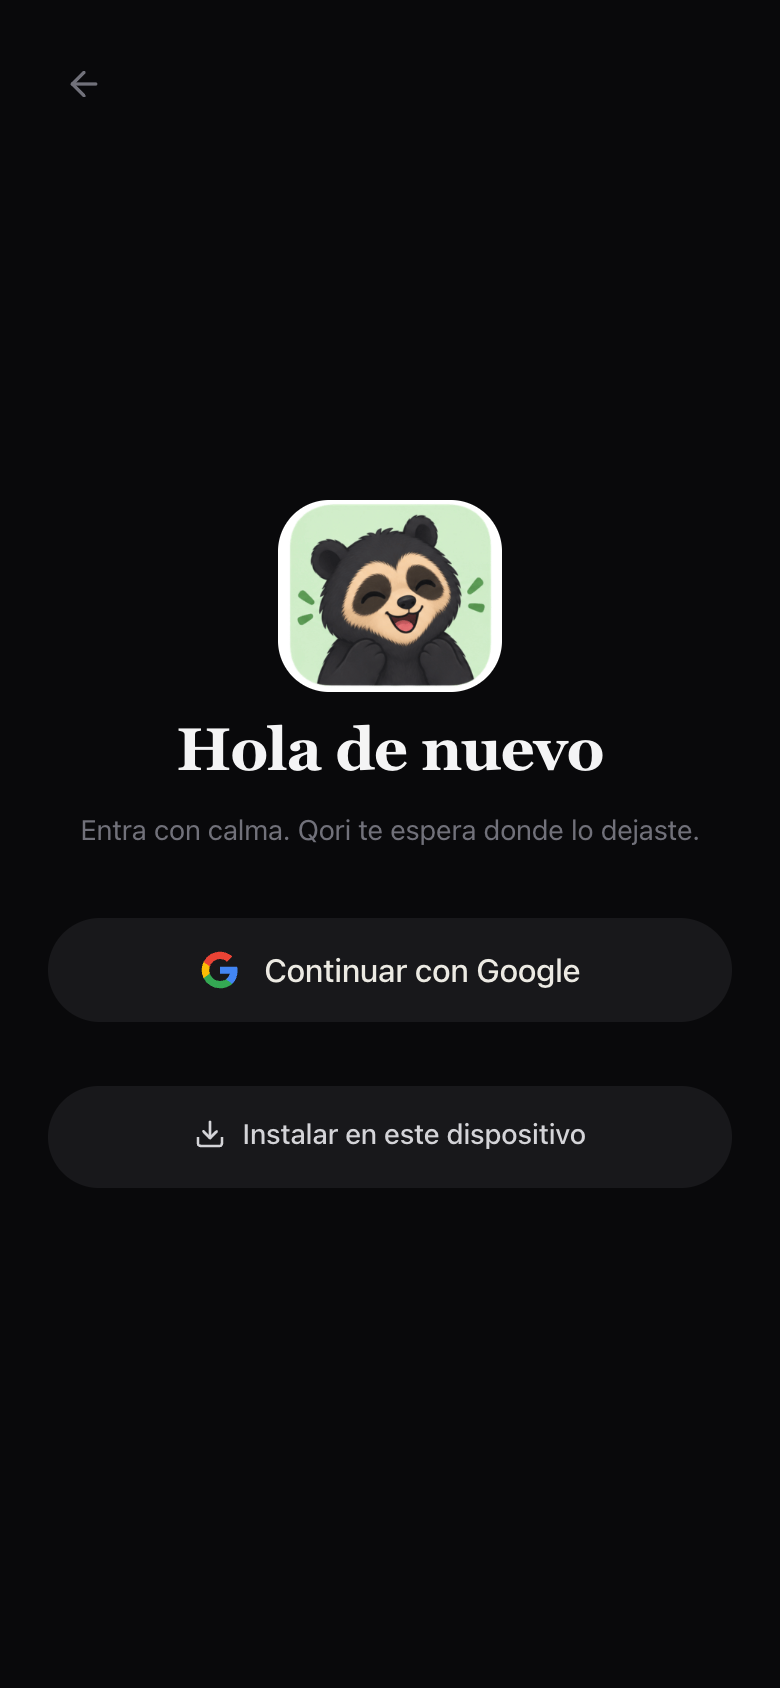 Hola de nuevo
Entra con calma. Qori te espera donde lo dejaste.
Continuar con Google
Instalar en este dispositivo